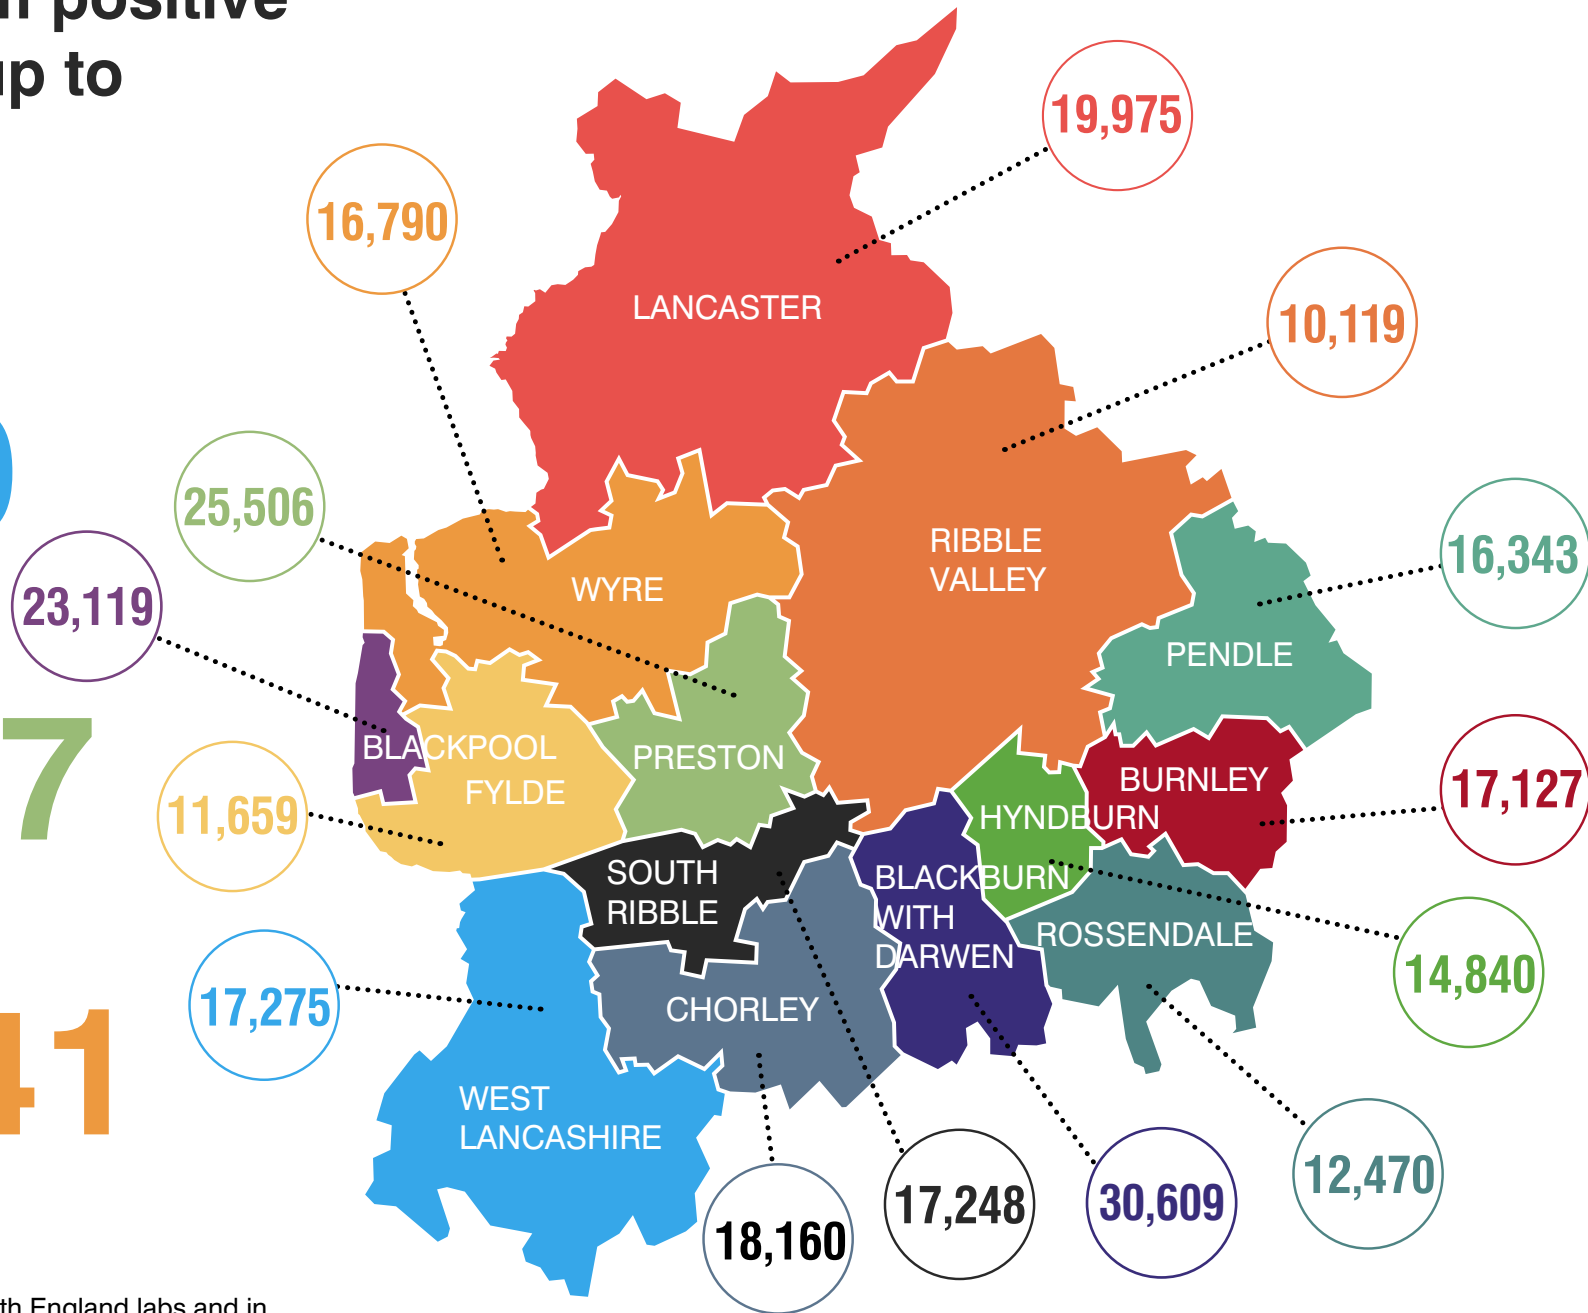 positive
up to
19,975
16,790
LANCASTER
10,119
25,506
RIBBLE
VALLEY
16,343
23,119
WYRE
PENDLE
7
BLACKPOOL
PRESTON
FYLDE
BURNLEY
17,127
11,659
HYNDBURN
SOUTH
RIBBLE
BLACKBURN
WITH
DARWEN
ROSSENDALE
14,840
17,275
CHORLEY
41
WEST
LANCASHIRE
12,470
18,160
17,248
30,609
England labs and in